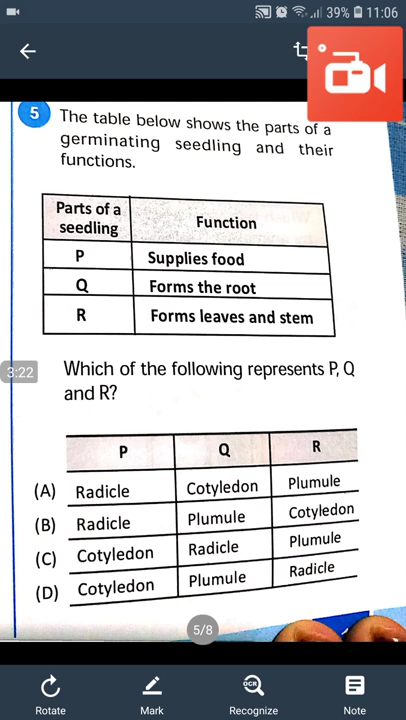 39% 11:06
5 The table below shows the parts of a
germinating seedling and their
functions.
Parts of a
seedling Function
P Supplies food
Q Forms the root
R Forms leaves and stem
3:22
Which of the following represents P, Q
and R?
P Q R
(A) Radicle Cotyledon Plumule
(B) Radicle Plumule Cotyledon
(C) Cotyledon Radicle Plumule
(D) Cotyledon Plumule Radicle
5/8
OCR
Rotate Mark Recognize Note